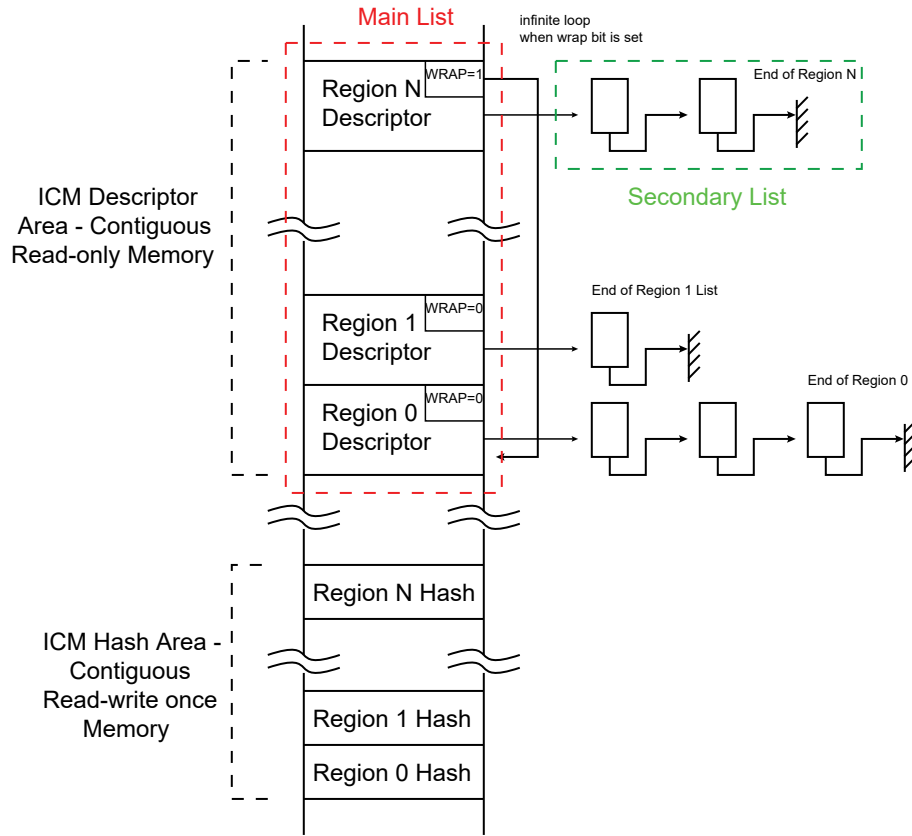 Main List
infinite loop
when wrap bit is set
WRAP=1
Region N
Descriptor
End of Region N
Secondary List
ICM Descriptor
Area - Contiguous
Read-only Memory
WRAP=0
Region 1
Descriptor
End of Region 1 List
WRAP=0
Region 0
Descriptor
End of Region 0
Region N Hash
ICM Hash Area -
Contiguous
Read-write once
Memory
Region 1 Hash
Region 0 Hash